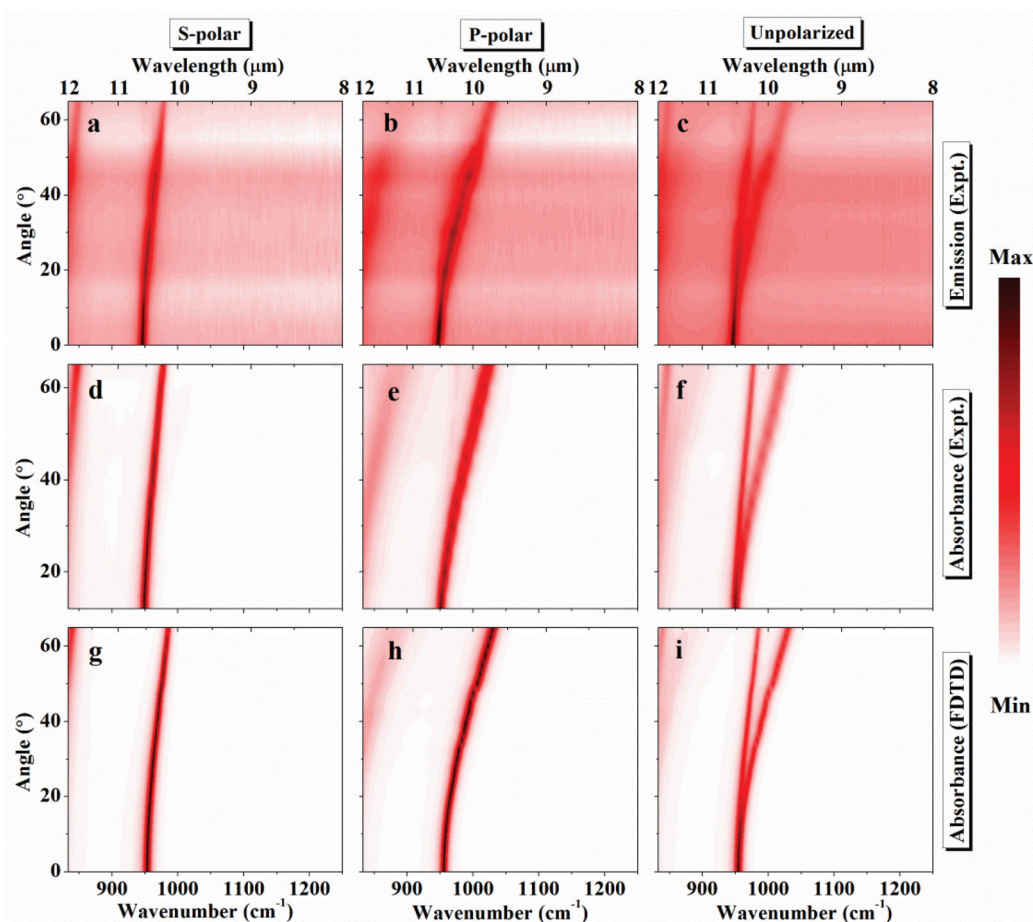 S-polar P-polar Unpolarized
Wavelength (μm) Wavelength (μm) Wavelength (μm)
12 11 10 9 8 12 11 10 9 8 12 11 10 9 8
a b c
60
40
20
0
Angle (°)
Emission (Expt.)
d e f
60
40
20
Angle (°)
Absorbance (Expt.)
g h i
60
40
20
0
Angle (°)
Absorbance (FDTD)
Max
Min
900 1000 1100 1200 900 1000 1100 1200 900 1000 1100 1200
Wavenumber (cm⁻¹) Wavenumber (cm⁻¹) Wavenumber (cm⁻¹)